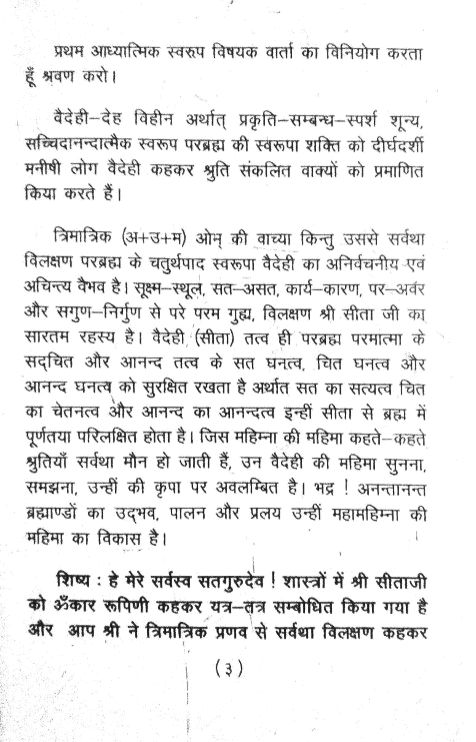 प्रथम आध्यात्मिक स्वरुप विषयक वार्ता का विनियोग करता
हूँ श्रवण करो।
वैदेही–देह विहीन अर्थात् प्रकृति–सम्बन्ध–स्पर्श शून्य,
सच्चिदानन्दात्मैक स्वरूप परब्रह्म की स्वरूपा शक्ति को दीर्घदर्शी
मनीषी लोग वैदेही कहकर श्रुति संकलित वाक्यों को प्रमाणित
किया करते हैं।
त्रिमात्रिक (अ+उ+म) ओम् की वाच्या किन्तु उससे सर्वथा
विलक्षण परब्रह्म के चतुर्थपाद स्वरूपा वैदेही का अनिर्वचनीय एवं
अचिन्त्य वैभव है। सूक्ष्म–स्थूल, सत–असत, कार्य–कारण, पर–अवर
और सगुण–निर्गुण से परे परम गुह्य, विलक्षण श्री सीता जी का
सारतम रहस्य है। वैदेही, (सीता) तत्व ही परब्रह्म परमात्मा के
सद्चित और आनन्द तत्व के सत घनत्व, चित घनत्व और
आनन्द घनत्व को सुरक्षित रखता है अर्थात सत का सत्यत्व चित
का चेतनत्व और आनन्द का आनन्दत्व इन्हीं सीता से ब्रह्म में
पूर्णतया परिलक्षित होता है। जिस महिम्ना की महिमा कहते–कहते
श्रुतियाँ सर्वथा मौन हो जाती हैं, उन वैदेही की महिमा सुनना,
समझना, उन्हीं की कृपा पर अवलम्बित है। भद्र ! अनन्तानन्त
ब्रह्माण्डों का उद्भव, पालन और प्रलय उन्हीं महामहिम्ना की
महिमा का विकास है।
शिष्य : हे मेरे सर्वस्व सतगुरुदेव ! शास्त्रों में श्री सीताजी
को ॐकार रूपिणी कहकर यत्र–तत्र सम्बोधित किया गया है
और आप श्री ने त्रिमात्रिक प्रणव से सर्वथा विलक्षण कहकर
(३)